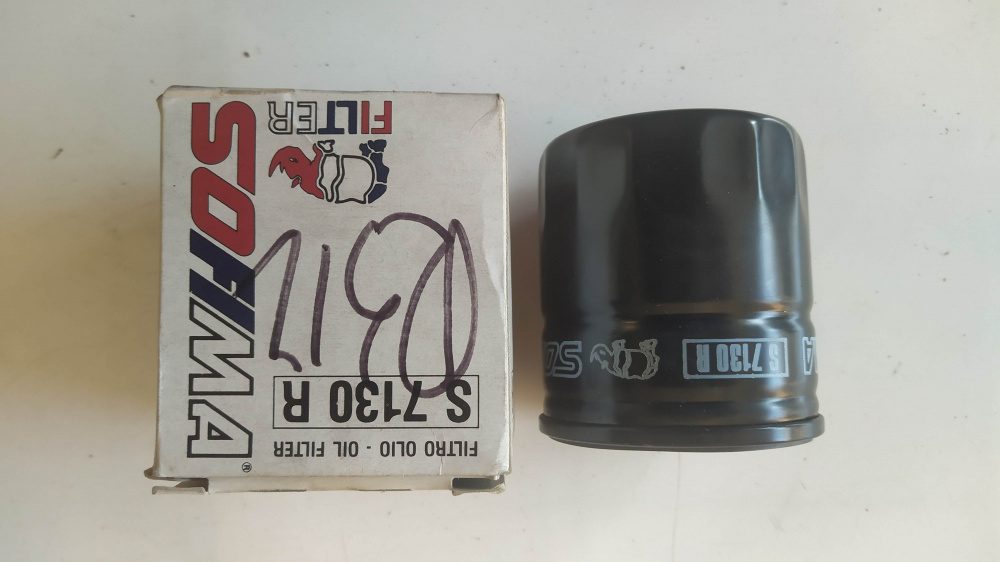 FILTRO OLIO - OIL FILTER
S 7130 R
SOFIMA®
FILTER
S 7130 R